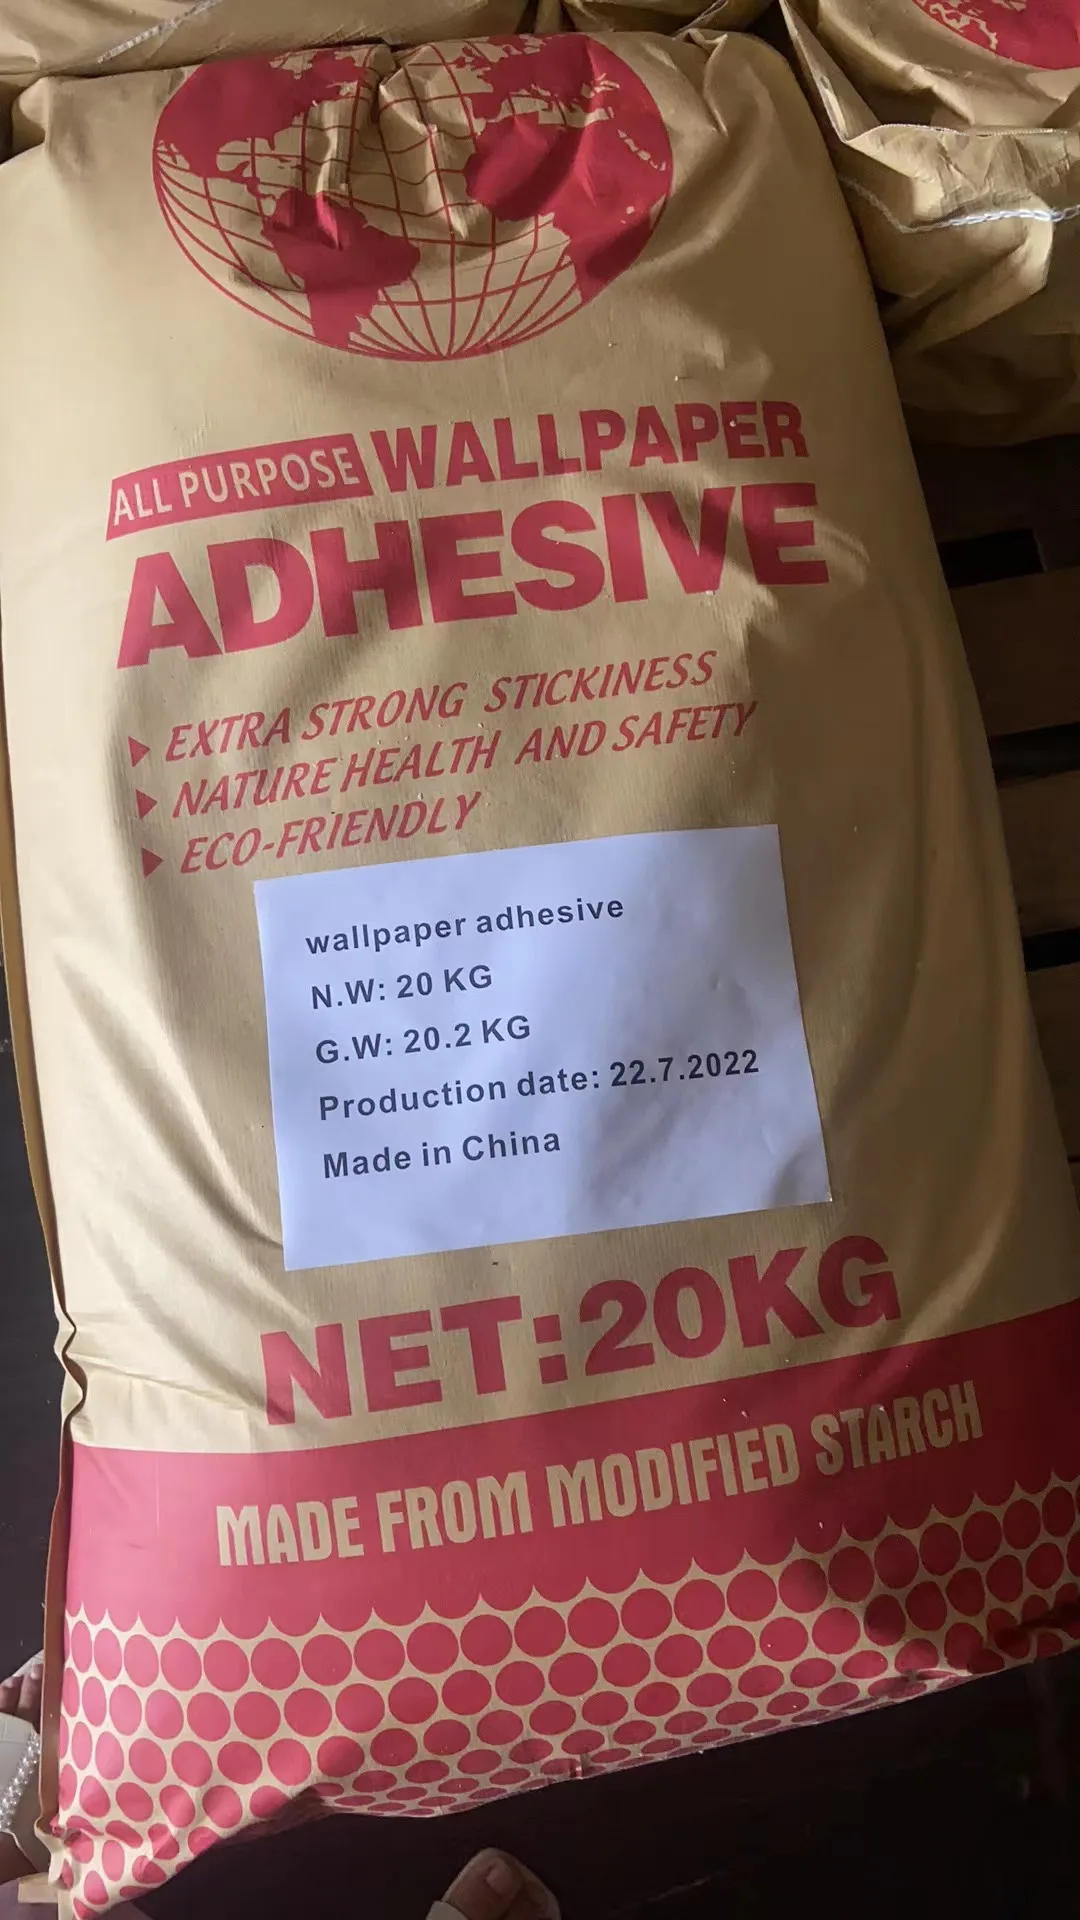 ALL PURPOSE WALLPAPER
ADHESIVE
EXTRA STRONG STICKINESS
NATURE HEALTH AND SAFETY
ECO-FRIENDLY
wallpaper adhesive
N.W: 20 KG
G.W: 20.2 KG
Production date: 22.7.2022
Made in China
NET:20KG
MADE FROM MODIFIED STARCH